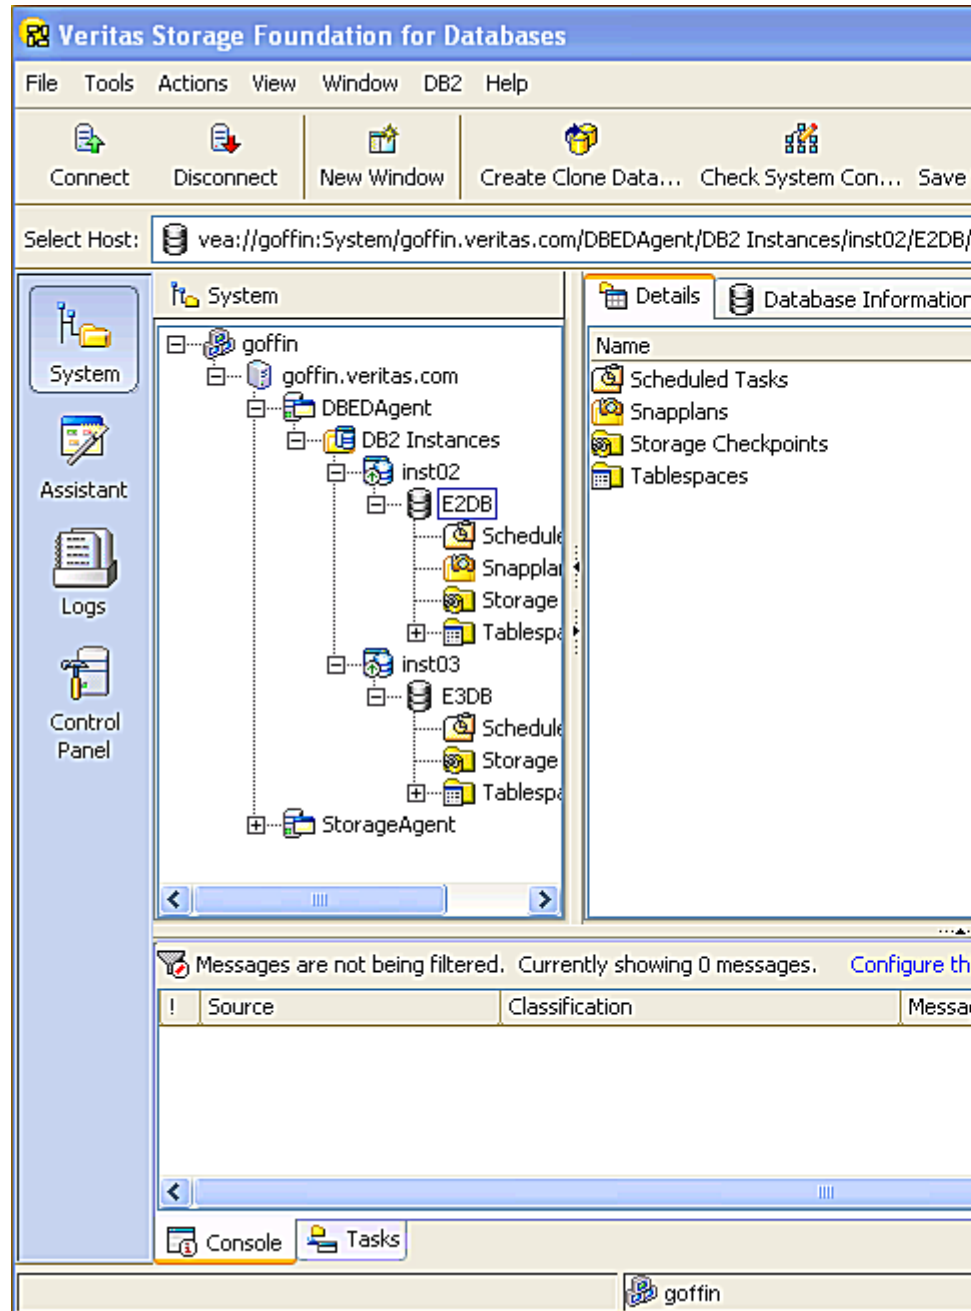 Veritas Storage Foundation for Databases
File Tools Actions View Window DB2 Help
Connect Disconnect New Window Create Clone Data... Check System Con... Save
Select Host: vea://goffin:System/goffin.veritas.com/DBEDAgent/DB2 Instances/inst02/E2DB/
System
Assistant
Logs
Control
Panel
System
goffin
goffin.veritas.com
DBEDAgent
DB2 Instances
inst02
E2DB
Schedule
Snapplan
Storage
Tablespa
inst03
E3DB
Schedule
Storage
Tablespa
StorageAgent
Details Database Information
Name
Scheduled Tasks
Snapplans
Storage Checkpoints
Tablespaces
Messages are not being filtered. Currently showing 0 messages. Configure th
! Source Classification Messa
Console Tasks
goffin